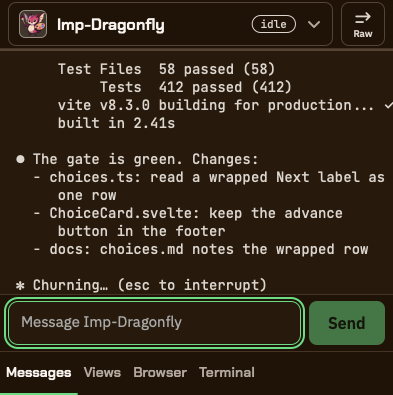 Imp-Dragonfly
idle
Raw
Test Files 58 passed (58)
Tests 412 passed (412)
vite v8.3.0 building for production... ✓
built in 2.41s
● The gate is green. Changes:
- choices.ts: read a wrapped Next label as
one row
- ChoiceCard.svelte: keep the advance
button in the footer
- docs: choices.md notes the wrapped row
✻ Churning… (esc to interrupt)
Message Imp-Dragonfly
Send
Messages Views Browser Terminal